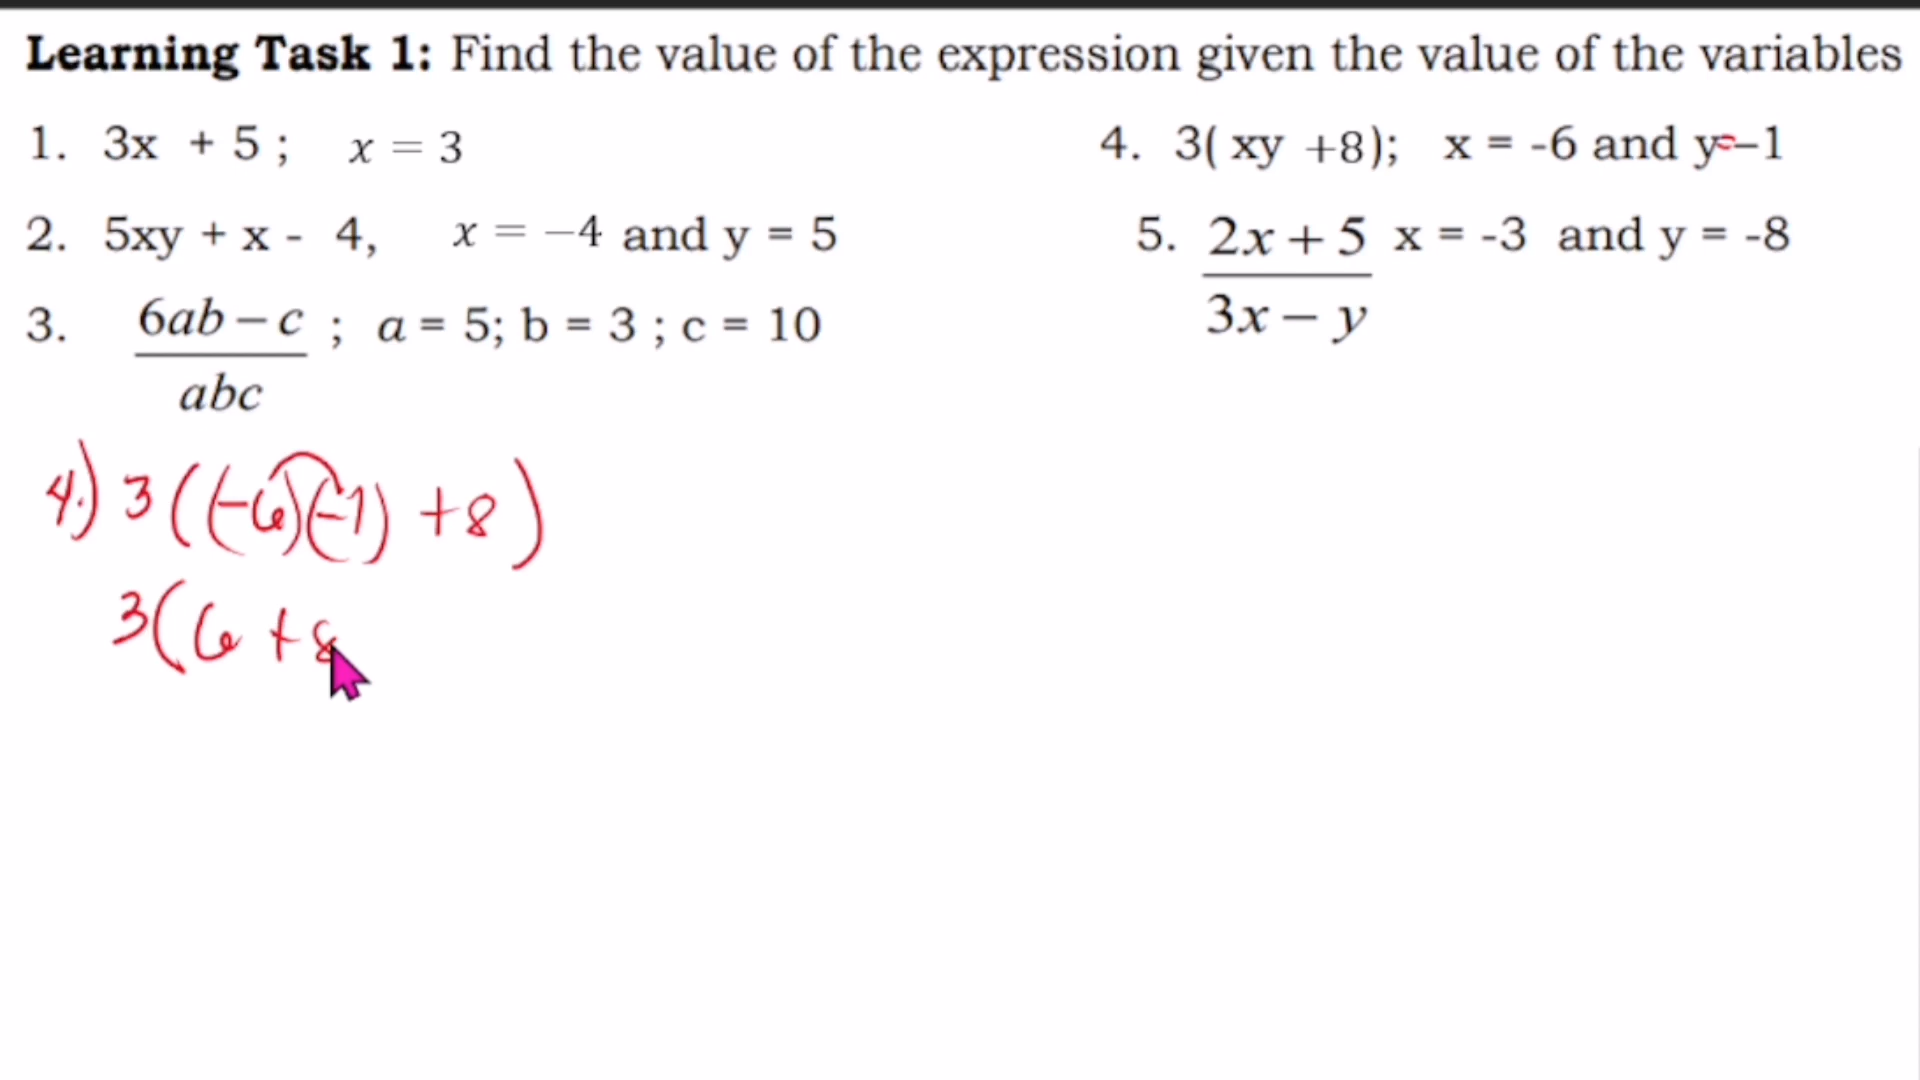 Learning Task 1: Find the value of the expression given the value of the variables
1. 3x + 5 ; x = 3
2. 5xy + x - 4, x = −4 and y = 5
3. 6ab − c / abc ; a = 5; b = 3 ; c = 10
4. 3( xy +8); x = -6 and y=−1
5. 2x + 5 / 3x − y x = -3 and y = -8
4.) 3((-6)(-1) +8)
3(6 +8